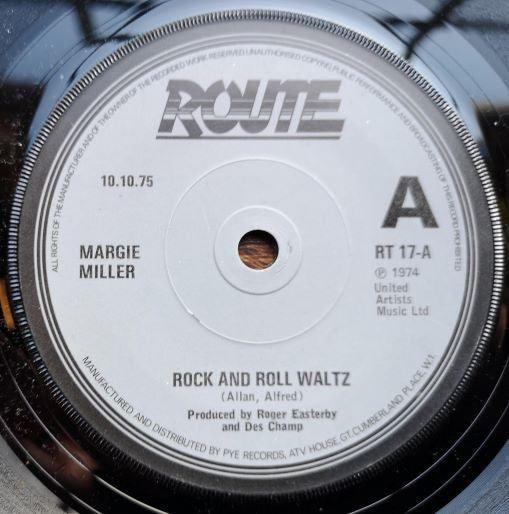 ALL RIGHTS OF THE MANUFACTURER AND OF THE OWNER OF THE RECORDED WORK RESERVED UNAUTHORISED COPYING, PUBLIC PERFORMANCE AND BROADCASTING OF THIS RECORD PROHIBITED
ROUTE
10.10.75
A
MARGIE
MILLER
RT 17-A
℗ 1974
United
Artists
Music Ltd
ROCK AND ROLL WALTZ
(Allan, Alfred)
Produced by Roger Easterby
and Des Champ
MANUFACTURED AND DISTRIBUTED BY PYE RECORDS, ATV HOUSE, GT. CUMBERLAND PLACE, W.1.